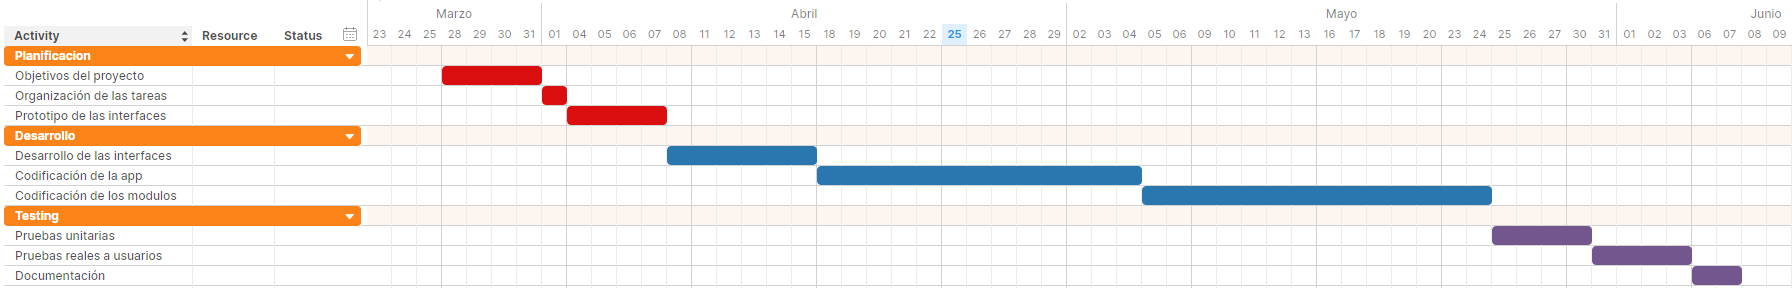 Marzo Abril Mayo Junio
Activity Resource Status 23 24 25 28 29 30 31 01 04 05 06 07 08 11 12 13 14 15 18 19 20 21 22 25 26 27 28 29 02 03 04 05 06 09 10 11 12 13 16 17 18 19 20 23 24 25 26 27 30 31 01 02 03 06 07 08 09
Planificacion
Objetivos del proyecto
Organización de las tareas
Prototipo de las interfaces
Desarrollo
Desarrollo de las interfaces
Codificación de la app
Codificación de los modulos
Testing
Pruebas unitarias
Pruebas reales a usuarios
Documentación